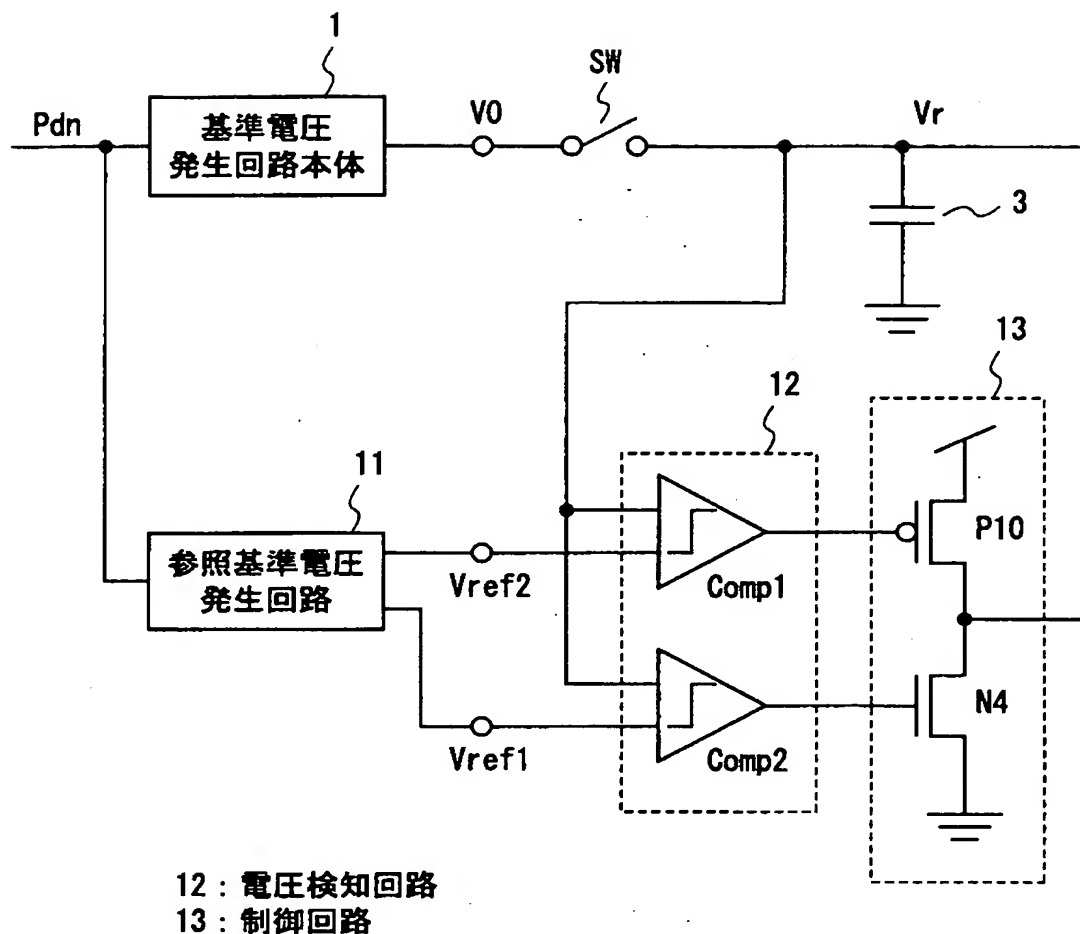 1
SW
Pdn
V0
Vr
基準電圧
発生回路本体
3
13
12
11
P10
参照基準電圧
発生回路
Vref2
Comp1
N4
Vref1
Comp2
12:電圧検知回路
13:制御回路